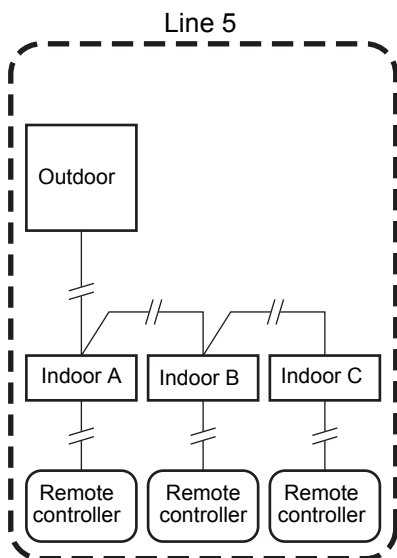 Line 5
Outdoor
Indoor A
Indoor B
Indoor C
Remote
controller
Remote
controller
Remote
controller